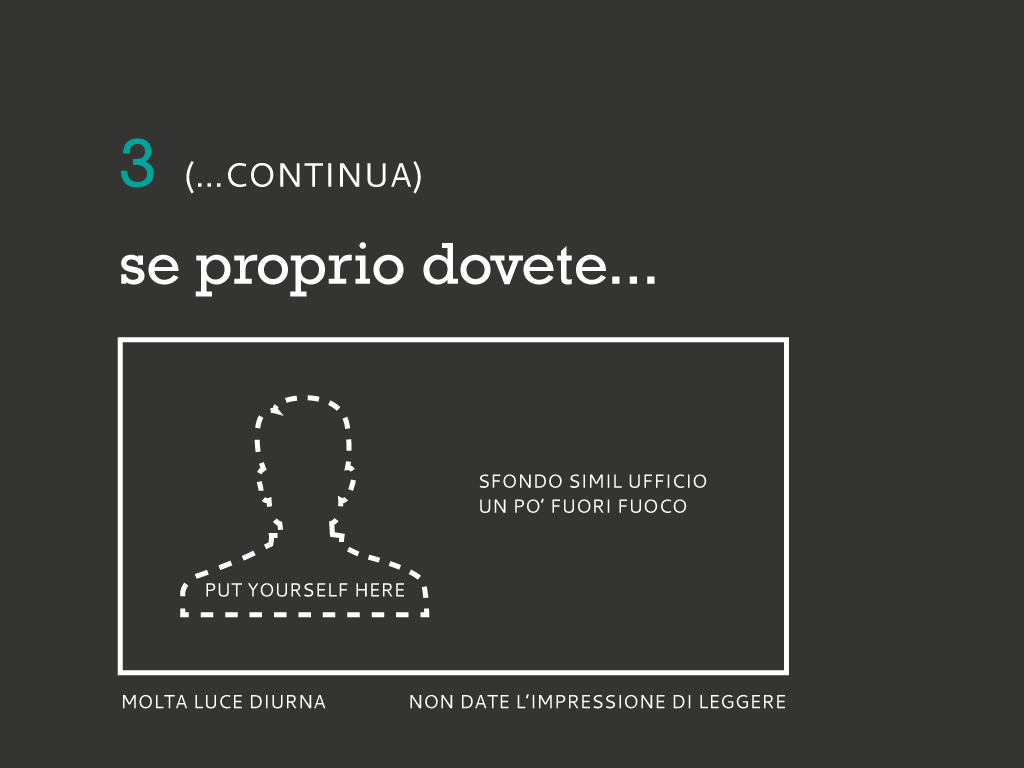 3 (...CONTINUA)
se proprio dovete...
SFONDO SIMIL UFFICIO
UN PO’ FUORI FUOCO
PUT YOURSELF HERE
MOLTA LUCE DIURNA
NON DATE L’IMPRESSIONE DI LEGGERE